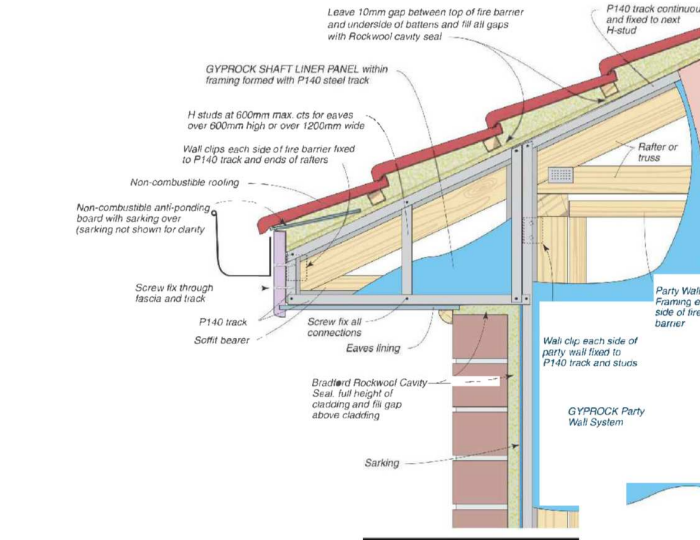 Leave 10mm gap between top of fire barrier
and underside of battens and fill all gaps
with Rockwool cavity seal
P140 track continuou
and fixed to next
H-stud
GYPROCK SHAFT LINER PANEL within
framing formed with P140 steel track
H studs at 600mm max. cts for eaves
over 600mm high or over 1200mm wide
Wall clips each side of fire barrier fixed
to P140 track and ends of rafters
Rafter or
truss
Non-combustible roofing
Non-combustible anti-ponding
board with sarking over
(sarking not shown for clarity
Screw fix through
fascia and track
P140 track
Soffit bearer
Screw fix all
connections
Eaves lining
Party Wall
Framing e
side of fire
barrier
Wall clip each side of
party wall fixed to
P140 track and studs
Bradford Rockwool Cavity
Seal. full height of
cladding and fill gap
above cladding
GYPROCK Party
Wall System
Sarking